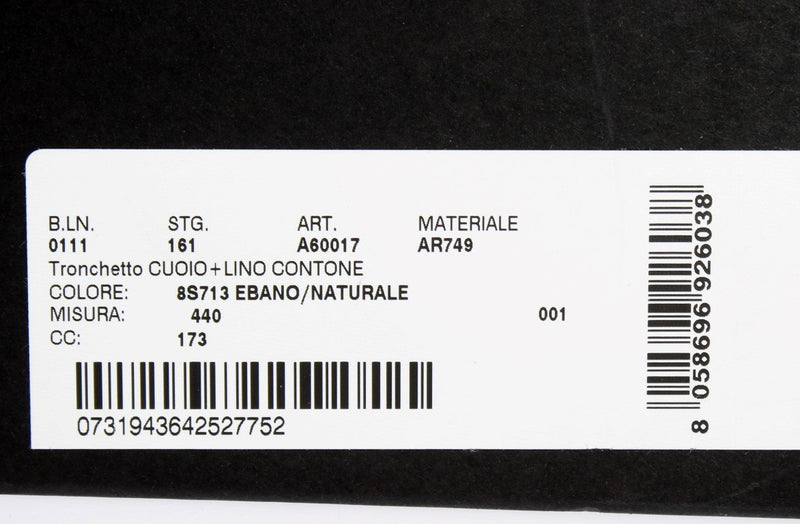 B.LN. STG. ART. MATERIALE
0111 161 A60017 AR749
Tronchetto CUOIO+LINO CONTONE
COLORE: 8S713 EBANO/NATURALE
MISURA: 440 001
CC: 173
0731943642527752
8 058696 926038